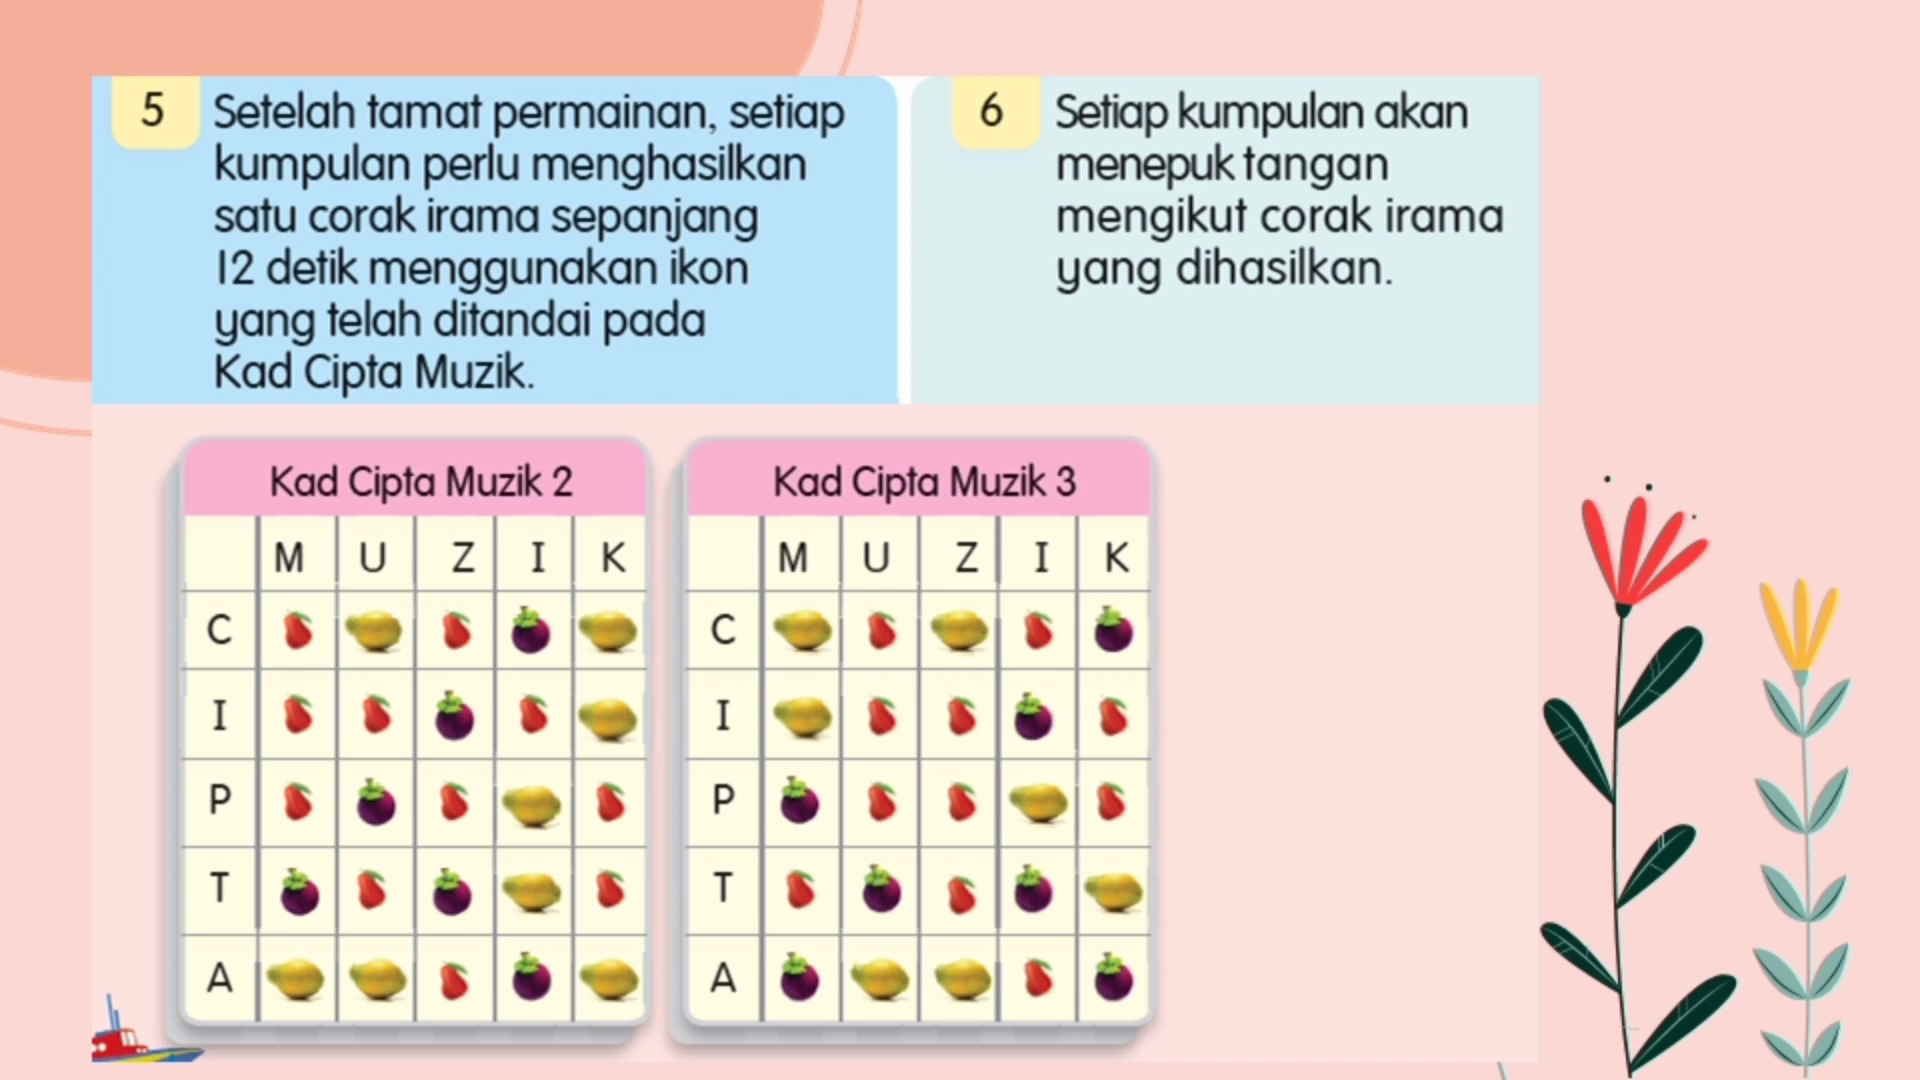 5
Setelah tamat permainan, setiap
kumpulan perlu menghasilkan
satu corak irama sepanjang
12 detik menggunakan ikon
yang telah ditandai pada
Kad Cipta Muzik.
6
Setiap kumpulan akan
menepuk tangan
mengikut corak irama
yang dihasilkan.
Kad Cipta Muzik 2
M U Z I K
C
I
P
T
A
Kad Cipta Muzik 3
M U Z I K
C
I
P
T
A